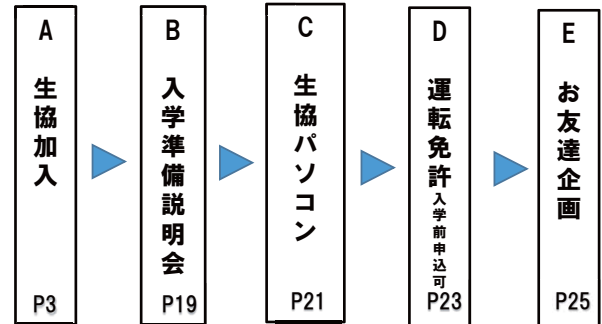 A
生協加入
P3
B
入学準備説明会
P19
C
生協パソコン
P21
D
運転免許入学前申込可
P23
E
お友達企画
P25